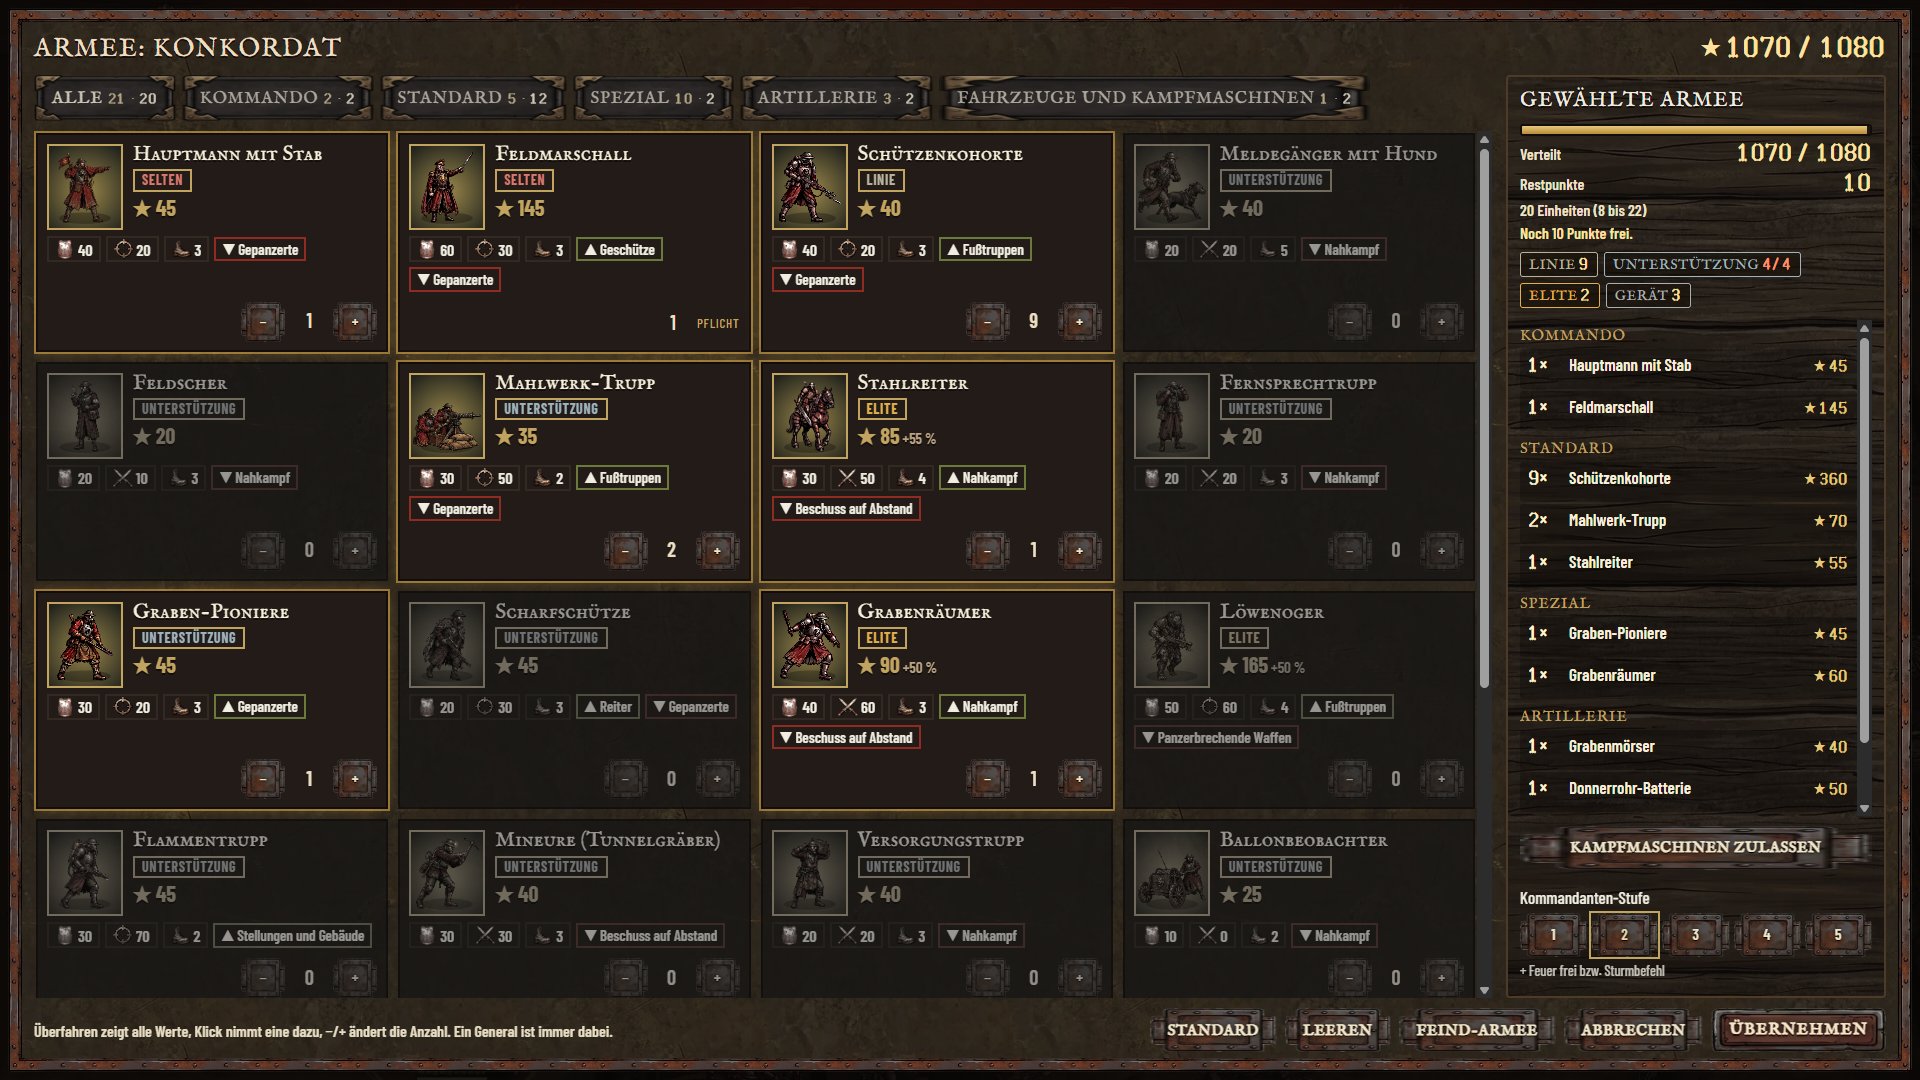 ARMEE: KONKORDAT
★ 1070 / 1080
ALLE 21 · 20
KOMMANDO 2 · 2
STANDARD 5 · 12
SPEZIAL 10 · 2
ARTILLERIE 3 · 2
FAHRZEUGE UND KAMPFMASCHINEN 1 · 2
HAUPTMANN MIT STAB
SELTEN
★ 45
40 20 3 ▼ Gepanzerte
− 1 +
FELDMARSCHALL
SELTEN
★ 145
60 30 3 ▲ Geschütze
▼ Gepanzerte
1 PFLICHT
SCHÜTZENKOHORTE
LINIE
★ 40
40 20 3 ▲ Fußtruppen
▼ Gepanzerte
− 9 +
MELDEGÄNGER MIT HUND
UNTERSTÜTZUNG
★ 40
20 20 5 ▼ Nahkampf
− 0 +
FELDSCHER
UNTERSTÜTZUNG
★ 20
20 10 3 ▼ Nahkampf
− 0 +
MAHLWERK-TRUPP
UNTERSTÜTZUNG
★ 35
30 50 2 ▲ Fußtruppen
▼ Gepanzerte
− 2 +
STAHLREITER
ELITE
★ 85 +55 %
30 50 4 ▲ Nahkampf
▼ Beschuss auf Abstand
− 1 +
FERNSPRECHTRUPP
UNTERSTÜTZUNG
★ 20
20 20 3 ▼ Nahkampf
− 0 +
GRABEN-PIONIERE
UNTERSTÜTZUNG
★ 45
30 20 3 ▲ Gepanzerte
− 1 +
SCHARFSCHÜTZE
UNTERSTÜTZUNG
★ 45
20 30 3 ▲ Reiter ▼ Gepanzerte
− 0 +
GRABENRÄUMER
ELITE
★ 90 +50 %
40 60 3 ▲ Nahkampf
▼ Beschuss auf Abstand
− 1 +
LÖWENOGER
ELITE
★ 165 +50 %
50 60 4 ▲ Fußtruppen
▼ Panzerbrechende Waffen
− 0 +
FLAMMENTRUPP
UNTERSTÜTZUNG
★ 45
30 70 2 ▲ Stellungen und Gebäude
− 0 +
MINEURE (TUNNELGRÄBER)
UNTERSTÜTZUNG
★ 40
30 30 3 ▼ Beschuss auf Abstand
− 0 +
VERSORGUNGSTRUPP
UNTERSTÜTZUNG
★ 40
20 20 3 ▼ Nahkampf
− 0 +
BALLONBEOBACHTER
UNTERSTÜTZUNG
★ 25
10 0 2 ▼ Nahkampf
− 0 +
GEWÄHLTE ARMEE
Verteilt 1070 / 1080
Restpunkte 10
20 Einheiten (8 bis 22)
Noch 10 Punkte frei.
LINIE 9 UNTERSTÜTZUNG 4/4
ELITE 2 GERÄT 3
KOMMANDO
1× Hauptmann mit Stab ★ 45
1× Feldmarschall ★ 145
STANDARD
9× Schützenkohorte ★ 360
2× Mahlwerk-Trupp ★ 70
1× Stahlreiter ★ 55
SPEZIAL
1× Graben-Pioniere ★ 45
1× Grabenräumer ★ 60
ARTILLERIE
1× Grabenmörser ★ 40
1× Donnerrohr-Batterie ★ 50
KAMPFMASCHINEN ZULASSEN
Kommandanten-Stufe
1 2 3 4 5
+ Feuer frei bzw. Sturmbefehl
Überfahren zeigt alle Werte, Klick nimmt eine dazu, −/+ ändert die Anzahl. Ein General ist immer dabei.
STANDARD
LEEREN
FEIND-ARMEE
ABBRECHEN
ÜBERNEHMEN